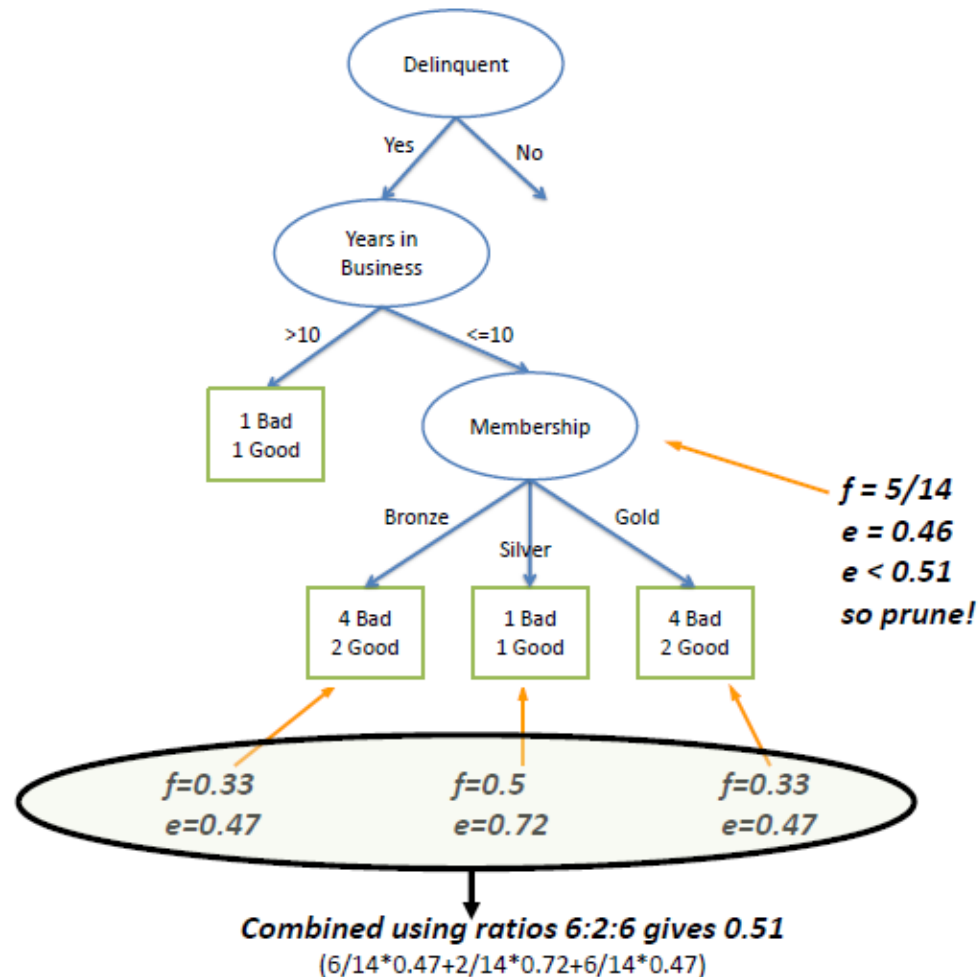 Delinquent
Yes
No
Years in
Business
>10
<=10
1 Bad
1 Good
Membership
f = 5/14
e = 0.46
e < 0.51
so prune!
Bronze
Silver
Gold
4 Bad
2 Good
1 Bad
1 Good
4 Bad
2 Good
f=0.33
e=0.47
f=0.5
e=0.72
f=0.33
e=0.47
Combined using ratios 6:2:6 gives 0.51
(6/14*0.47+2/14*0.72+6/14*0.47)